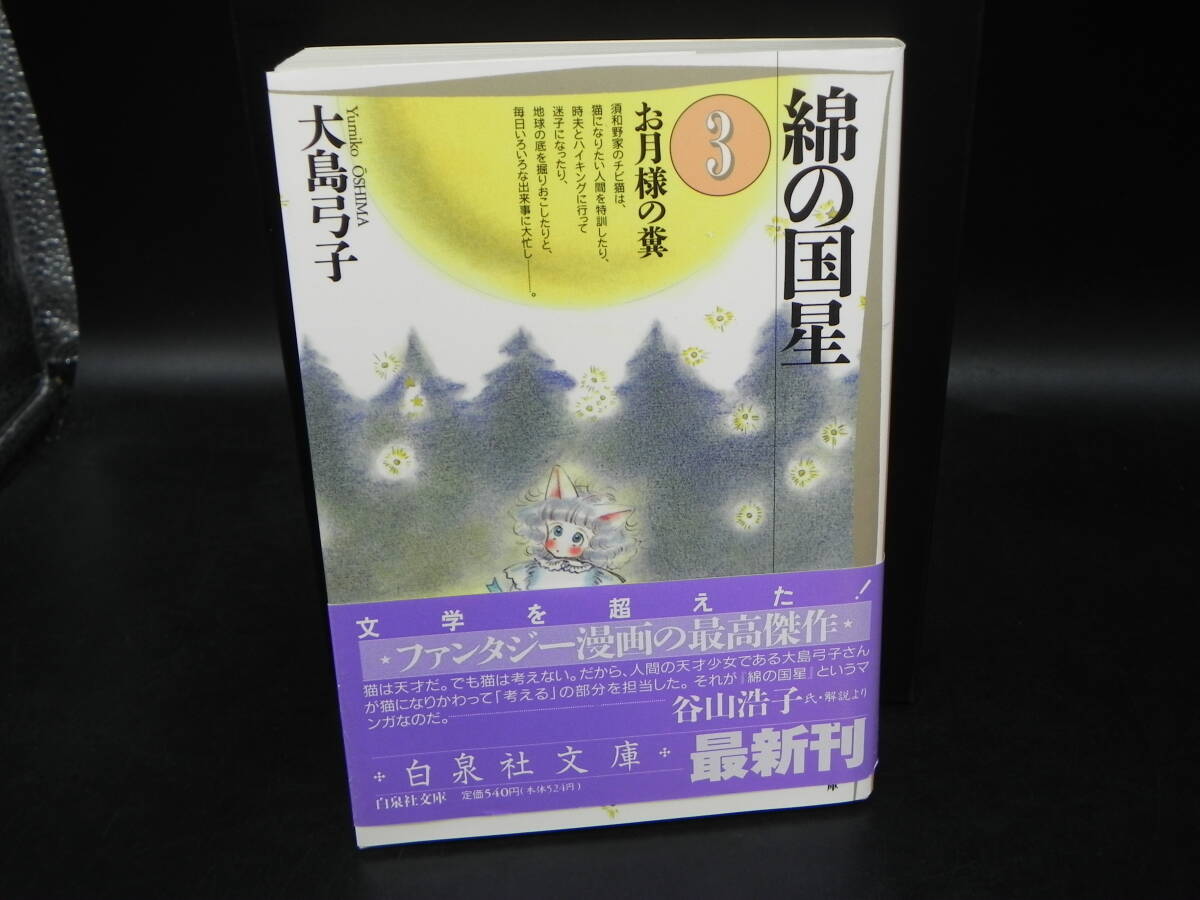 綿の国星
3
お月様の糞
須和野家のチビ猫は、
猫になりたい人間を特訓したり、
時夫とハイキングに行って
迷子になったり、
地球の底を掘りおこしたりと、
毎日いろいろな出来事に大忙し――。
Yumiko ŌSHIMA
大島弓子
文学を超えた!
★ファンタジー漫画の最高傑作★
猫は天才だ。でも猫は考えない。だから、人間の天才少女である大島弓子さん
が猫になりかわって「考える」の部分を担当した。それが『綿の国星』というマ
ンガなのだ。
谷山浩子氏・解説より
白泉社文庫
最新刊
白泉社文庫 定価540円(本体524円)
庫